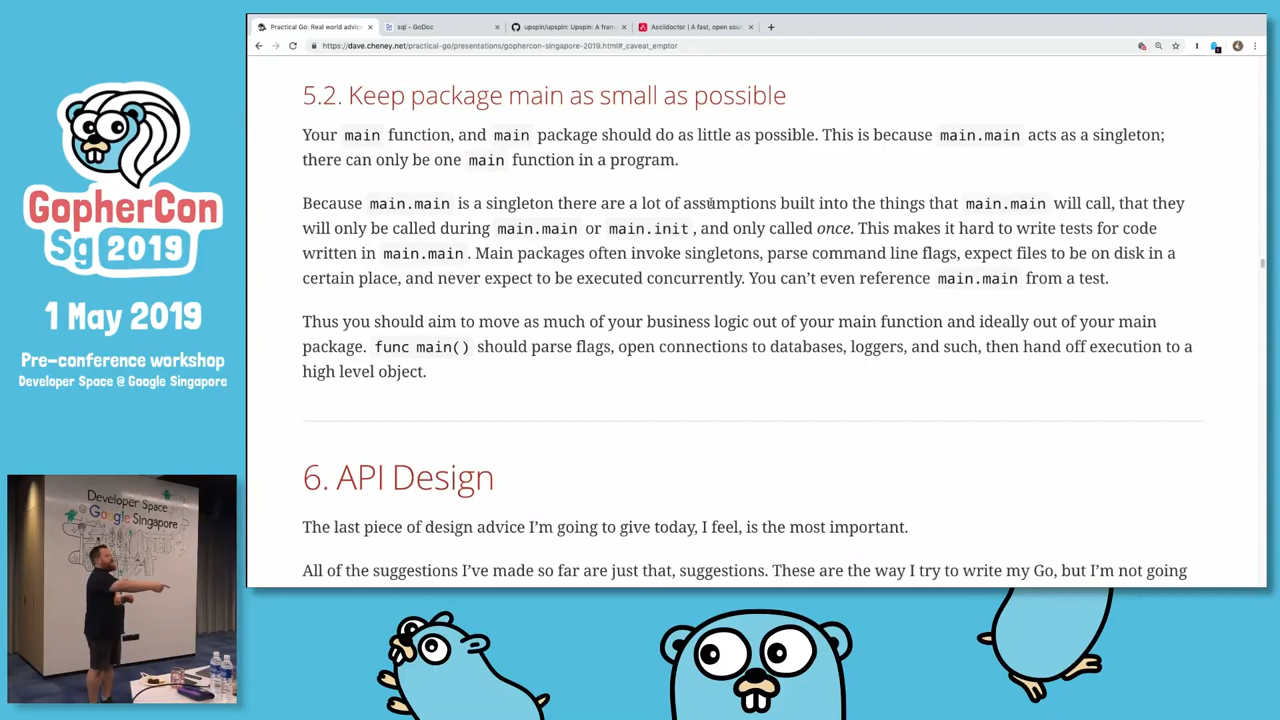 Practical Go: Real world advice
sql - GoDoc
upspin/upspin: Upspin: A fram
Asciidoctor | A fast, open sour
https://dave.cheney.net/practical-go/presentations/gophercon-singapore-2019.html#_caveat_emptor
5.2. Keep package main as small as possible
Your main function, and main package should do as little as possible. This is because main.main acts as a singleton;
there can only be one main function in a program.
Because main.main is a singleton there are a lot of assumptions built into the things that main.main will call, that they
will only be called during main.main or main.init, and only called once. This makes it hard to write tests for code
written in main.main. Main packages often invoke singletons, parse command line flags, expect files to be on disk in a
certain place, and never expect to be executed concurrently. You can’t even reference main.main from a test.
Thus you should aim to move as much of your business logic out of your main function and ideally out of your main
package. func main() should parse flags, open connections to databases, loggers, and such, then hand off execution to a
high level object.
6. API Design
The last piece of design advice I’m going to give today, I feel, is the most important.
All of the suggestions I’ve made so far are just that, suggestions. These are the way I try to write my Go, but I’m not going
GopherCon
Sg 2019
1 May 2019
Pre-conference workshop
Developer Space @ Google Singapore
Developer Space
@ Google Singapore